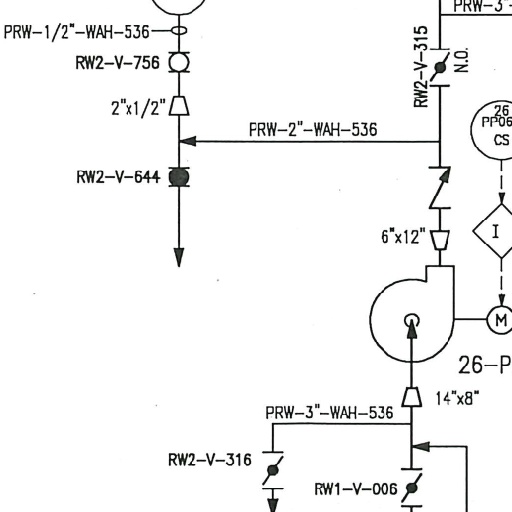 PRW-3"-
PRW-1/2"-WAH-536
RW2-V-315
N.O.
RW2-V-756
2"x1/2"
26
PP06
CS
PRW-2"-WAH-536
RW2-V-644
I
6"x12"
M
26-P
14"x8"
PRW-3"-WAH-536
RW2-V-316
RW1-V-006